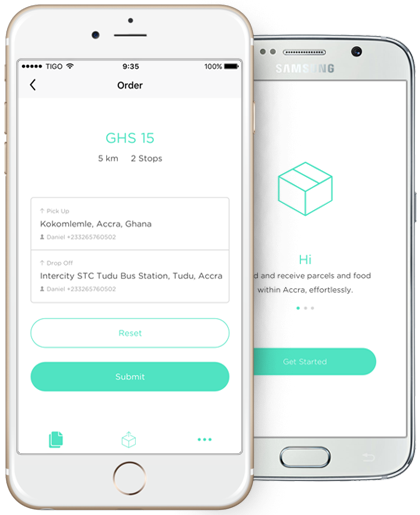 TIGO 9:35 100%
Order
GHS 15
5 km 2 Stops
↑ Pick Up
Kokomlemle, Accra, Ghana
Daniel +233265760502
↑ Drop Off
Intercity STC Tudu Bus Station, Tudu, Accra
Daniel +233265760502
Reset
Submit
SAMSUNG
Hi
d and receive parcels and food
within Accra, effortlessly.
Get Started